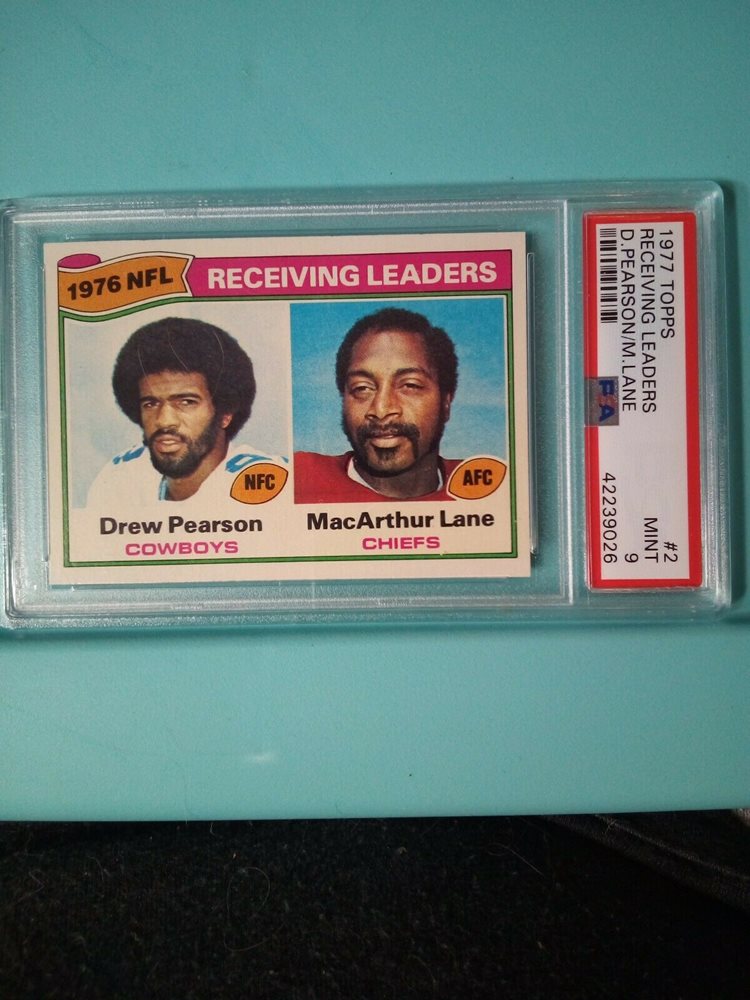 1976 NFL RECEIVING LEADERS
NFC
AFC
Drew Pearson
COWBOYS
MacArthur Lane
CHIEFS
1977 TOPPS #2
RECEIVING LEADERS MINT
D.PEARSON/M.LANE 9
42239026